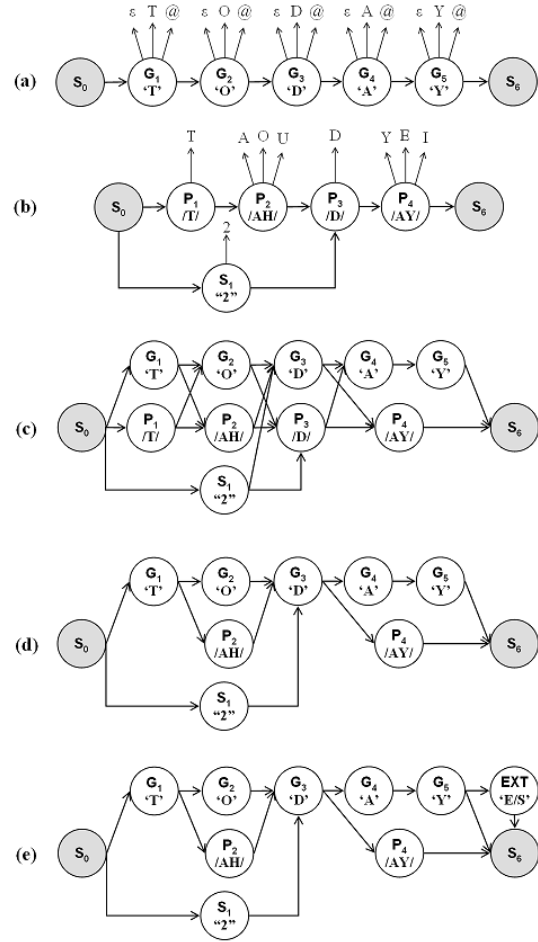 ε T @ ε O @ ε D @ ε A @ ε Y @
(a) S0 G1 'T' G2 'O' G3 'D' G4 'A' G5 'Y' S6
T A O U D Y E I
(b) S0 P1 /T/ P2 /AH/ P3 /D/ P4 /AY/ S6
2
S1 "2"
G1 'T' G2 'O' G3 'D' G4 'A' G5 'Y'
(c) S0 P1 /T/ P2 /AH/ P3 /D/ P4 /AY/ S6
S1 "2"
G1 'T' G2 'O' G3 'D' G4 'A' G5 'Y'
(d) S0 P2 /AH/ P4 /AY/ S6
S1 "2"
G1 'T' G2 'O' G3 'D' G4 'A' G5 'Y' EXT 'E/S'
(e) S0 P2 /AH/ P4 /AY/ S6
S1 "2"